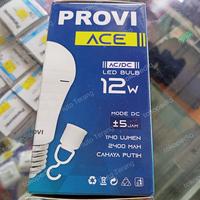 PROVI
ACE
AC/DC
LED BULB
12W
MODE DC
±5 JAM
1140 LUMEN
2400 MAH
CAHAYA PUTIH